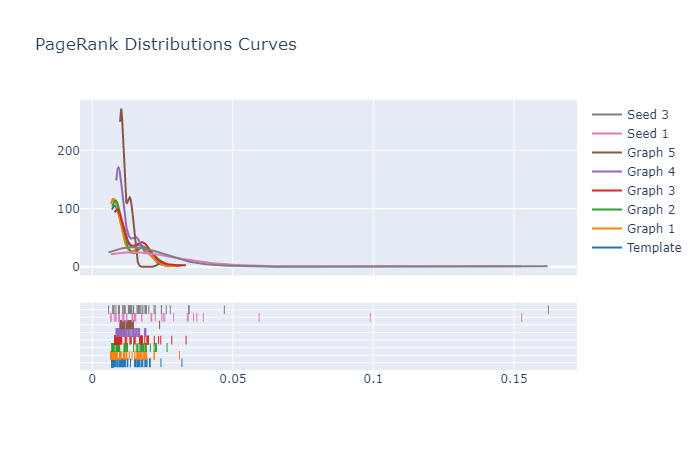 PageRank Distributions Curves
200
100
0
Seed 3
Seed 1
Graph 5
Graph 4
Graph 3
Graph 2
Graph 1
Template
0
0.05
0.1
0.15